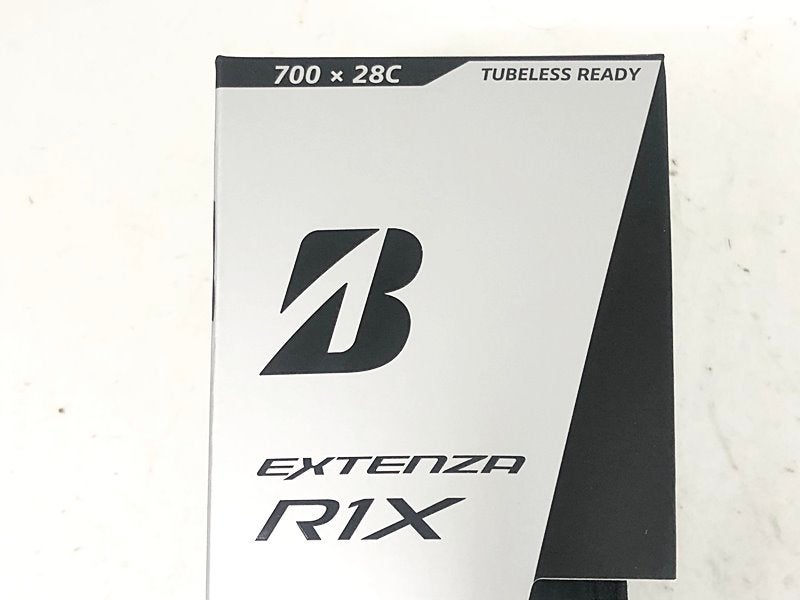 700 × 28C
TUBELESS READY
B
EXTENZA
R1X